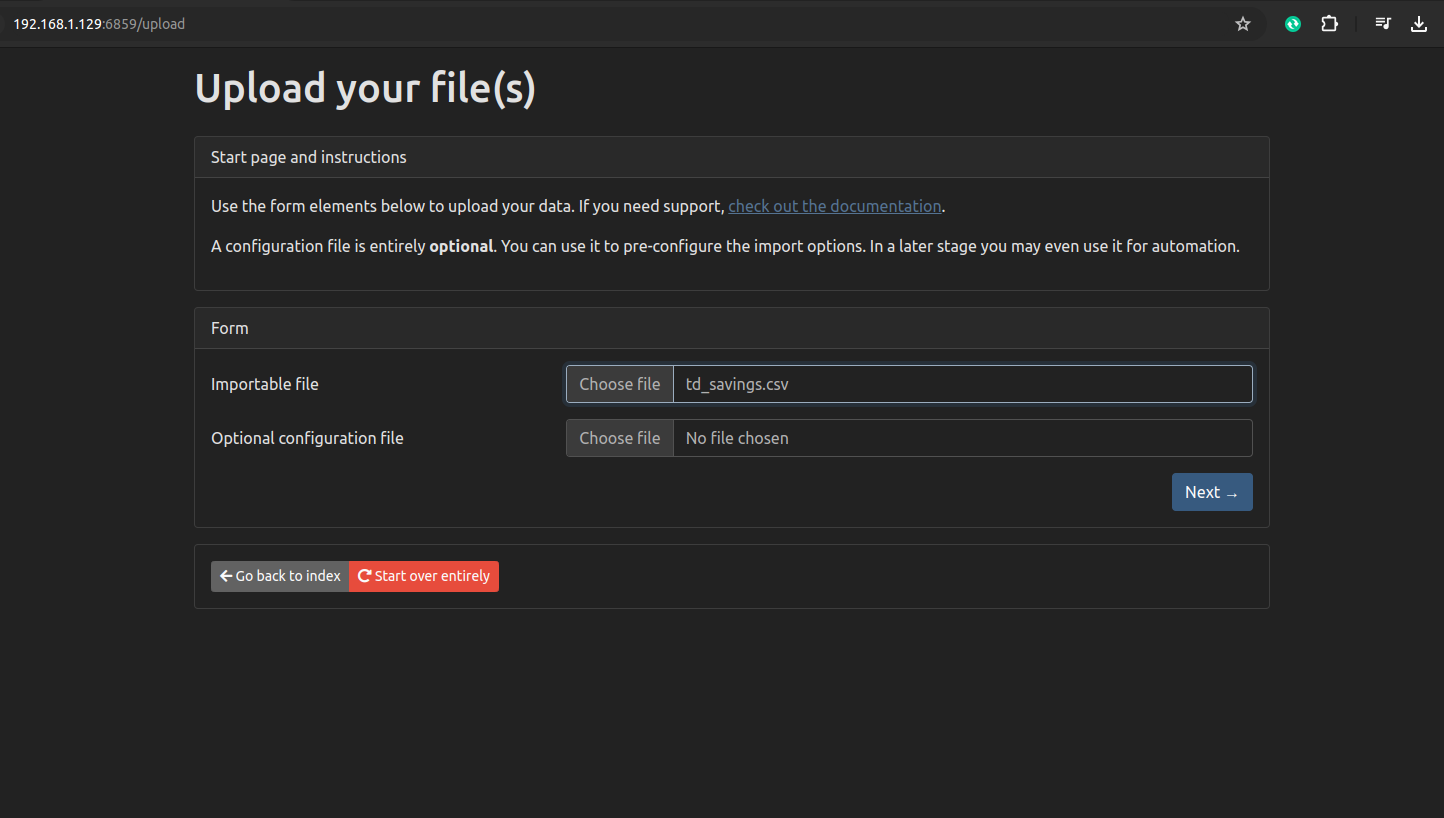 192.168.1.129:6859/upload
Upload your file(s)
Start page and instructions
Use the form elements below to upload your data. If you need support, check out the documentation.
A configuration file is entirely optional. You can use it to pre-configure the import options. In a later stage you may even use it for automation.
Form
Importable file
Choose file td_savings.csv
Optional configuration file
Choose file No file chosen
Next →
Go back to index Start over entirely